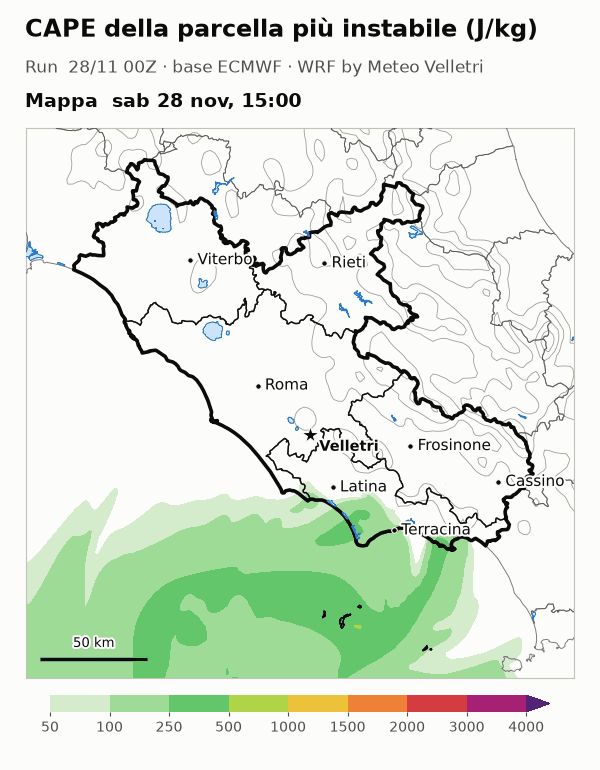 CAPE della parcella più instabile (J/kg)
Run 28/11 00Z · base ECMWF · WRF by Meteo Velletri
Mappa sab 28 nov, 15:00
Viterbo
Rieti
Roma
Velletri
Frosinone
Latina
Cassino
Terracina
50 km
50 100 250 500 1000 1500 2000 3000 4000